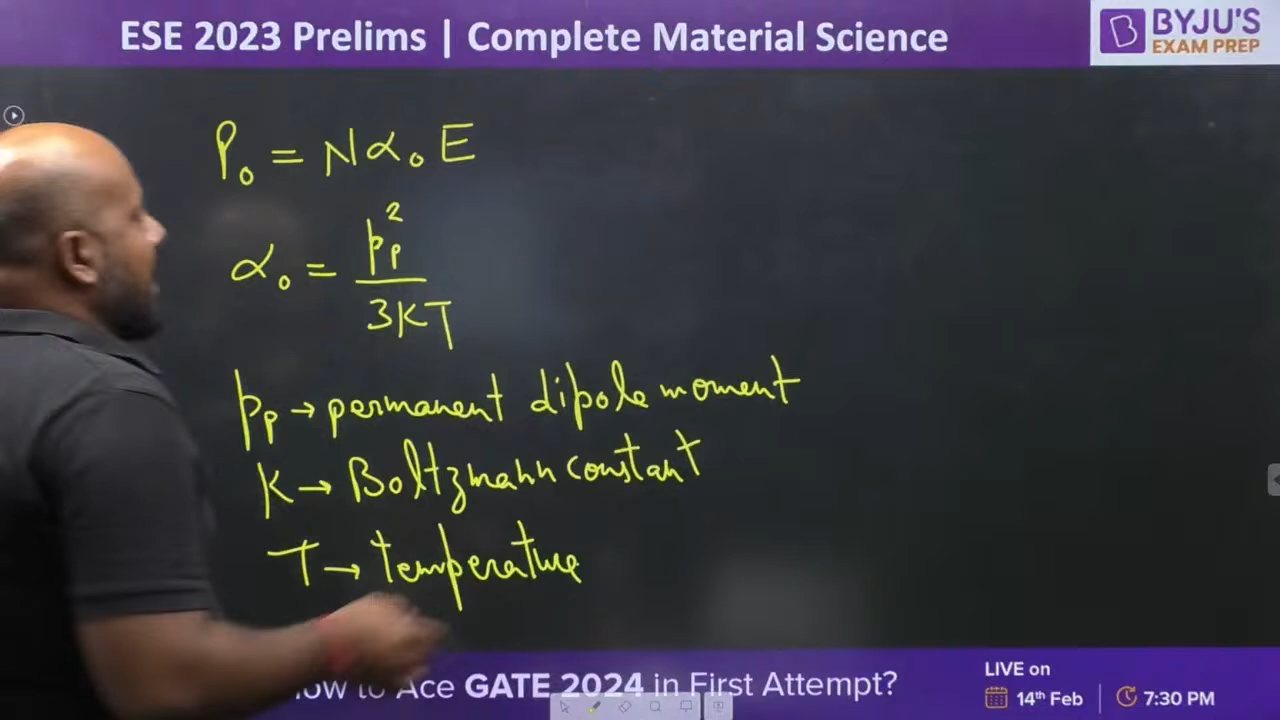 ESE 2023 Prelims | Complete Material Science
BYJU'S
EXAM PREP
P₀ = Nα₀E
α₀ = pₚ² / 3KT
pₚ → permanent dipole moment
K → Boltzmann constant
T → temperature
to Ace GATE 2024 in First Attempt?
LIVE on
14th Feb | 7:30 PM